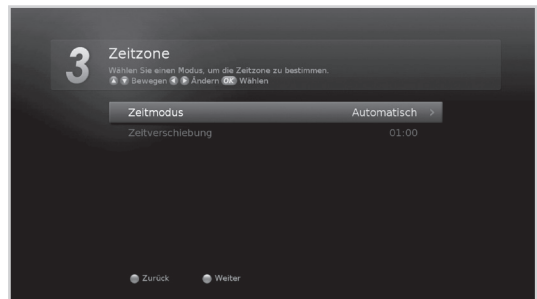 3
Zeitzone
Wählen Sie einen Modus, um die Zeitzone zu bestimmen.
Bewegen Ändern OK Wählen
Zeitmodus Automatisch >
Zeitverschiebung 01:00
Zurück Weiter